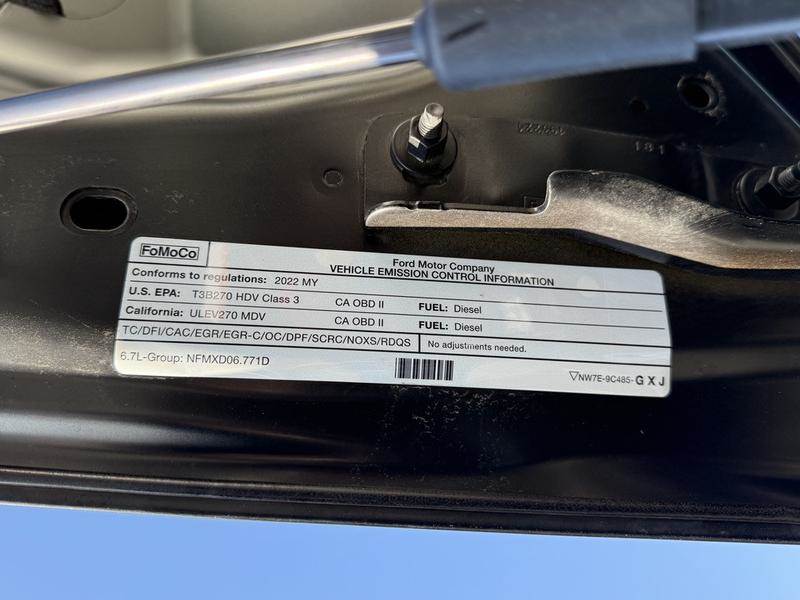 181
FoMoCo
Ford Motor Company
VEHICLE EMISSION CONTROL INFORMATION
Conforms to regulations: 2022 MY
U.S. EPA: T3B270 HDV Class 3 CA OBD II FUEL: Diesel
California: ULEV270 MDV CA OBD II FUEL: Diesel
TC/DFI/CAC/EGR/EGR-C/OC/DPF/SCRC/NOXS/RDQS No adjustments needed.
6.7L-Group: NFMXD06.771D
NW7E-9C485-GXJ